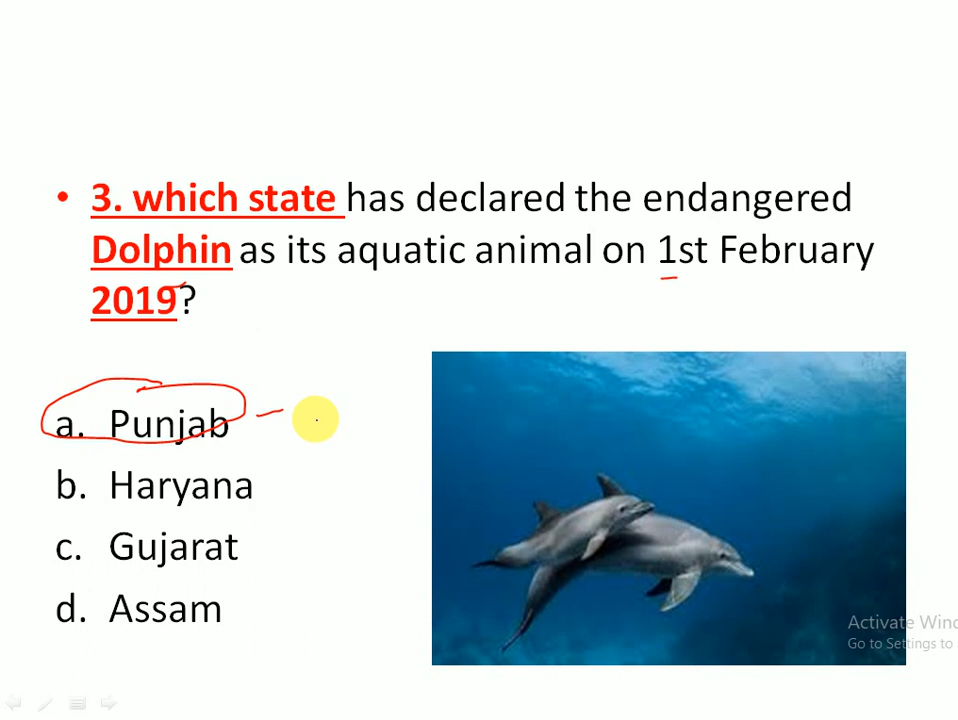 • 3. which state has declared the endangered
Dolphin as its aquatic animal on 1st February
2019?
a. Punjab
b. Haryana
c. Gujarat
d. Assam
Activate Wind
Go to Settings to